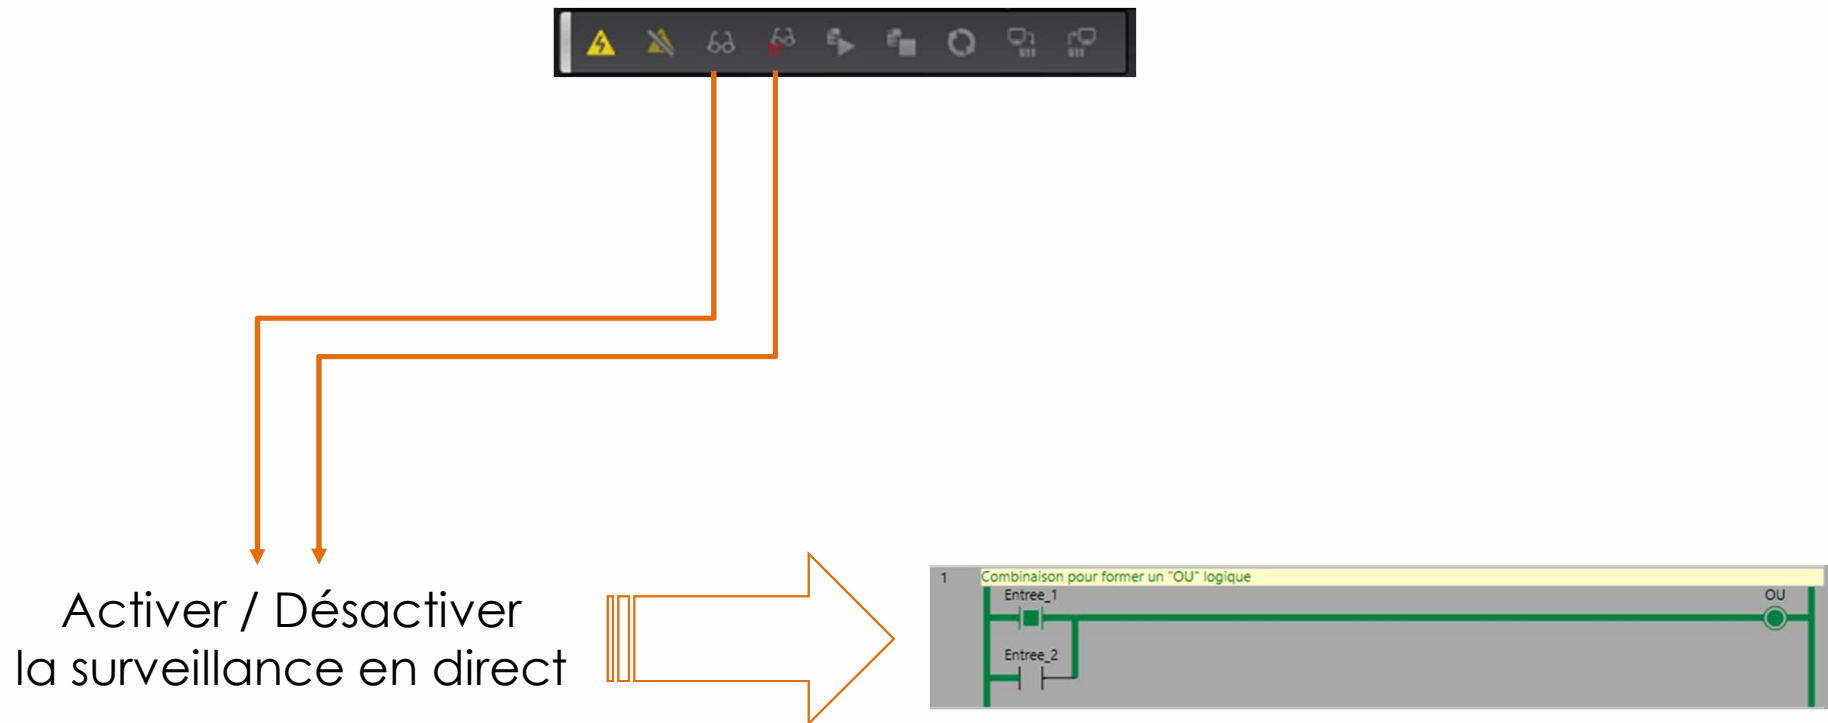 Activer / Désactiver
la surveillance en direct
1
Combinaison pour former un "OU" logique
Entree_1
OU
Entree_2